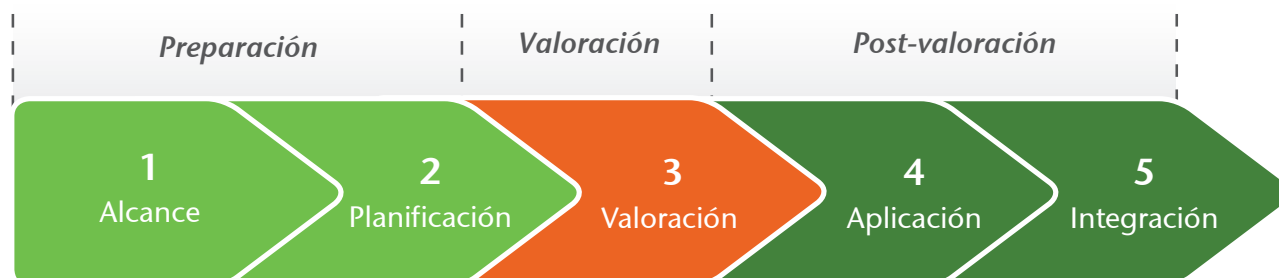 Preparación
Valoración
Post-valoración
1
Alcance
2
Planificación
3
Valoración
4
Aplicación
5
Integración